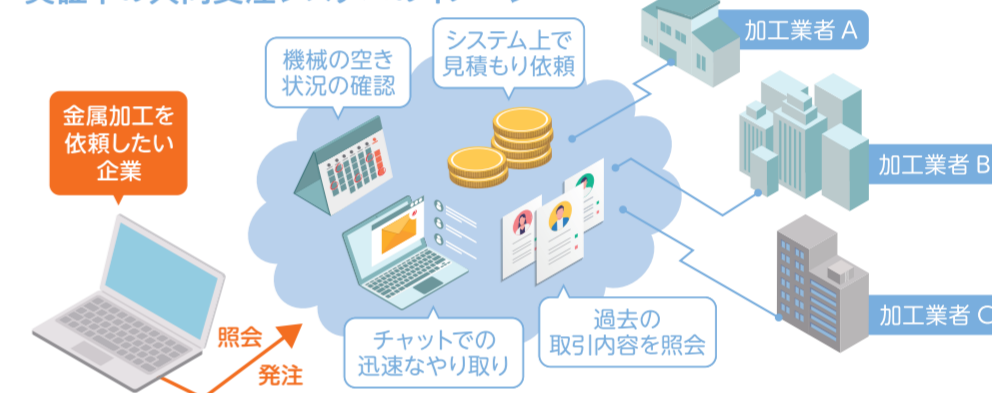 機械の空き
状況の確認
システム上で
見積もり依頼
加工業者 A
金属加工を
依頼したい
企業
加工業者 B
加工業者 C
照会
発注
チャットでの
迅速なやり取り
過去の
取引内容を照会